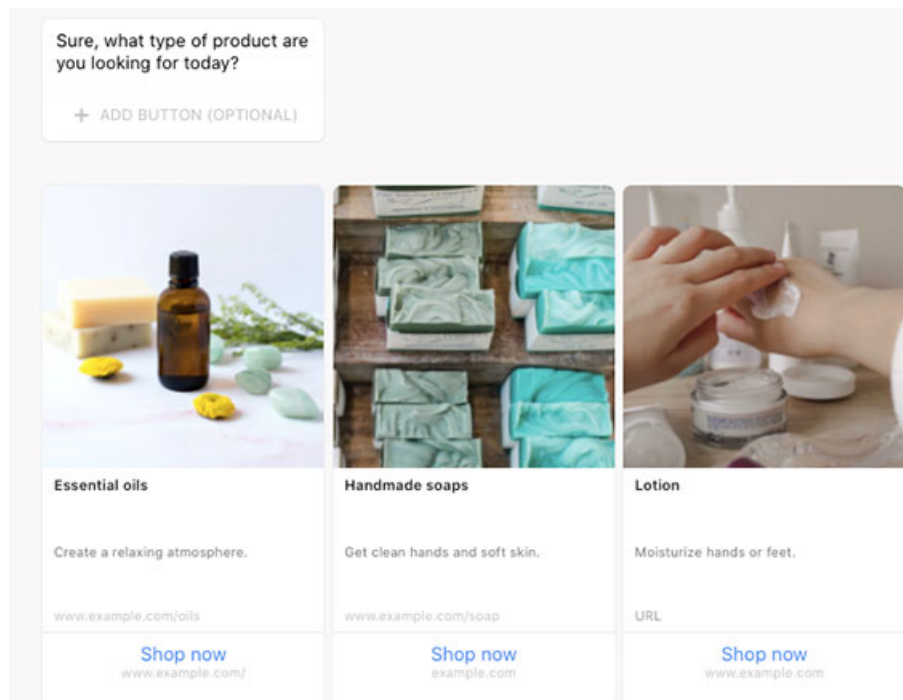 Sure, what type of product are
you looking for today?
+ ADD BUTTON (OPTIONAL)
Essential oils
Create a relaxing atmosphere.
www.example.com/oils
Shop now
www.example.com/
Handmade soaps
Get clean hands and soft skin.
www.example.com/soap
Shop now
example.com
Lotion
Moisturize hands or feet.
URL
Shop now
www.example.com